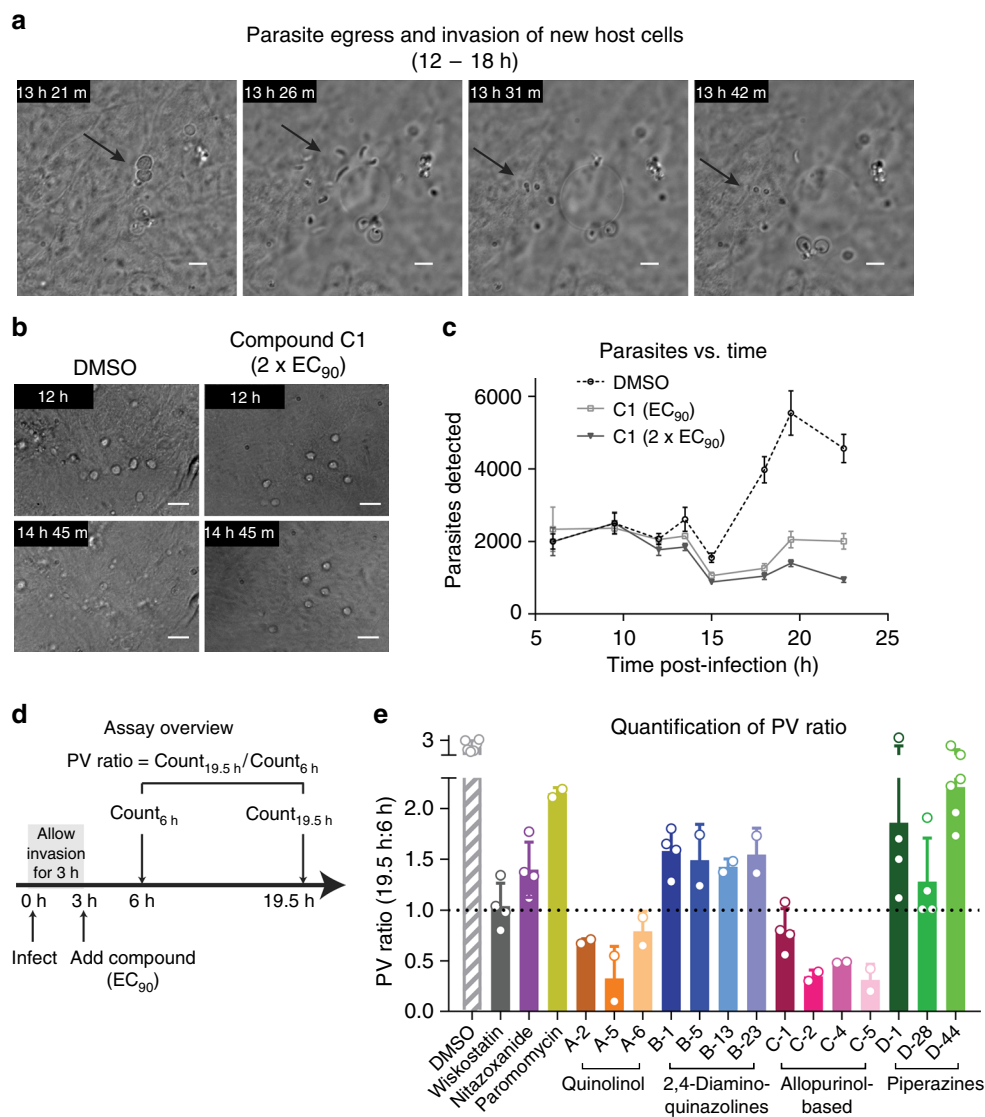 a
Parasite egress and invasion of new host cells
(12 – 18 h)
13 h 21 m
13 h 26 m
13 h 31 m
13 h 42 m
b
DMSO
Compound C1
(2 x EC90)
12 h
12 h
14 h 45 m
14 h 45 m
c
Parasites vs. time
DMSO
C1 (EC90)
C1 (2 x EC90)
Parasites detected
6000
4000
2000
0
5
10
15
20
25
Time post-infection (h)
d
Assay overview
PV ratio = Count19.5 h/Count6 h
Count6 h
Count19.5 h
Allow
invasion
for 3 h
0 h
3 h
6 h
19.5 h
Infect
Add compound
(EC90)
e
Quantification of PV ratio
PV ratio (19.5 h:6 h)
3
2.0
1.5
1.0
0.5
0.0
DMSO
Wiskostatin
Nitazoxanide
Paromomycin
A-2
A-5
A-6
B-1
B-5
B-13
B-23
C-1
C-2
C-4
C-5
D-1
D-28
D-44
Quinolinol
2,4-Diamino-
quinazolines
Allopurinol-
based
Piperazines